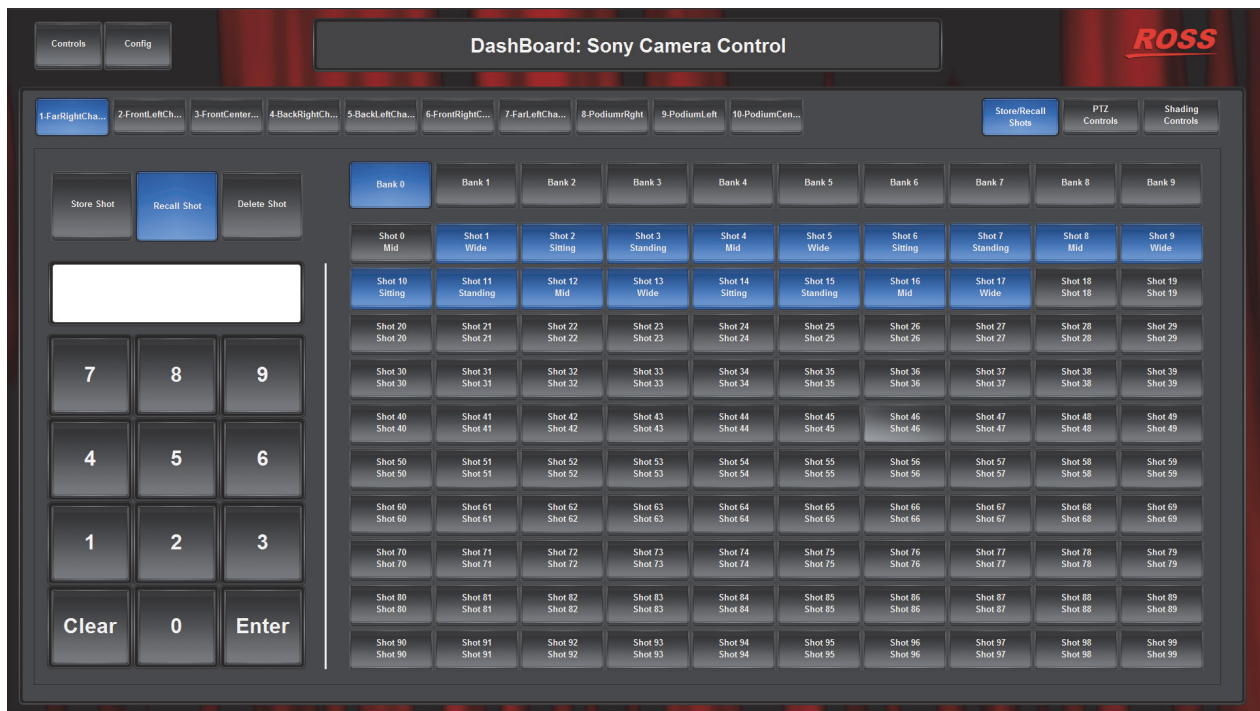 Controls Config DashBoard: Sony Camera Control ROSS
1-FarRightCha... 2-FrontLeftCh... 3-FrontCenter... 4-BackRightCh... 5-BackLeftCha... 6-FrontRightC... 7-FarLeftCha... 8-PodiumrRght 9-PodiumLeft 10-PodiumCen...
Store/Recall Shots
PTZ Controls
Shading Controls
Store Shot Recall Shot Delete Shot
7 8 9
4 5 6
1 2 3
Clear 0 Enter
Bank 0 Bank 1 Bank 2 Bank 3 Bank 4 Bank 5 Bank 6 Bank 7 Bank 8 Bank 9
Shot 0 Shot 1 Shot 2 Shot 3 Shot 4 Shot 5 Shot 6 Shot 7 Shot 8 Shot 9
Mid Wide Sitting Standing Mid Wide Sitting Standing Mid Wide
Shot 10 Shot 11 Shot 12 Shot 13 Shot 14 Shot 15 Shot 16 Shot 17 Shot 18 Shot 19
Sitting Standing Mid Wide Sitting Standing Mid Wide Shot 18 Shot 19
Shot 20 Shot 21 Shot 22 Shot 23 Shot 24 Shot 25 Shot 26 Shot 27 Shot 28 Shot 29
Shot 20 Shot 21 Shot 22 Shot 23 Shot 24 Shot 25 Shot 26 Shot 27 Shot 28 Shot 29
Shot 30 Shot 31 Shot 32 Shot 33 Shot 34 Shot 35 Shot 36 Shot 37 Shot 38 Shot 39
Shot 30 Shot 31 Shot 32 Shot 33 Shot 34 Shot 35 Shot 36 Shot 37 Shot 38 Shot 39
Shot 40 Shot 41 Shot 42 Shot 43 Shot 44 Shot 45 Shot 46 Shot 47 Shot 48 Shot 49
Shot 40 Shot 41 Shot 42 Shot 43 Shot 44 Shot 45 Shot 46 Shot 47 Shot 48 Shot 49
Shot 50 Shot 51 Shot 52 Shot 53 Shot 54 Shot 55 Shot 56 Shot 57 Shot 58 Shot 59
Shot 50 Shot 51 Shot 52 Shot 53 Shot 54 Shot 55 Shot 56 Shot 57 Shot 58 Shot 59
Shot 60 Shot 61 Shot 62 Shot 63 Shot 64 Shot 65 Shot 66 Shot 67 Shot 68 Shot 69
Shot 60 Shot 61 Shot 62 Shot 63 Shot 64 Shot 65 Shot 66 Shot 67 Shot 68 Shot 69
Shot 70 Shot 71 Shot 72 Shot 73 Shot 74 Shot 75 Shot 76 Shot 77 Shot 78 Shot 79
Shot 70 Shot 71 Shot 72 Shot 73 Shot 74 Shot 75 Shot 76 Shot 77 Shot 78 Shot 79
Shot 80 Shot 81 Shot 82 Shot 83 Shot 84 Shot 85 Shot 86 Shot 87 Shot 88 Shot 89
Shot 80 Shot 81 Shot 82 Shot 83 Shot 84 Shot 85 Shot 86 Shot 87 Shot 88 Shot 89
Shot 90 Shot 91 Shot 92 Shot 93 Shot 94 Shot 95 Shot 96 Shot 97 Shot 98 Shot 99
Shot 90 Shot 91 Shot 92 Shot 93 Shot 94 Shot 95 Shot 96 Shot 97 Shot 98 Shot 99